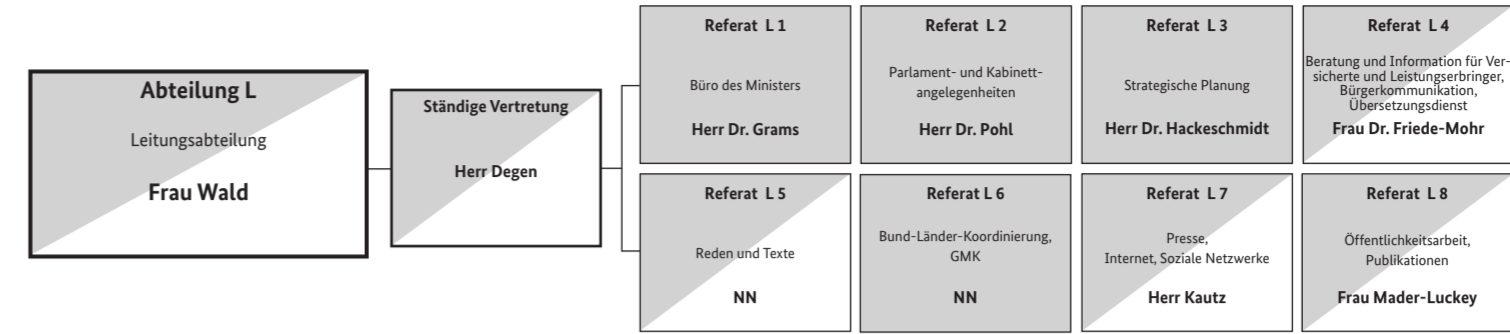 Abteilung L
Leitungsabteilung
Frau Wald
Ständige Vertretung
Herr Degen
Referat L 1
Büro des Ministers
Herr Dr. Grams
Referat L 2
Parlament- und Kabinett-
angelegenheiten
Herr Dr. Pohl
Referat L 3
Strategische Planung
Herr Dr. Hackeschmidt
Referat L 4
Beratung und Information für Ver-
sicherte und Leistungserbringer,
Bürgerkommunikation,
Übersetzungsdienst
Frau Dr. Friede-Mohr
Referat L 5
Reden und Texte
NN
Referat L 6
Bund-Länder-Koordinierung,
GMK
NN
Referat L 7
Presse,
Internet, Soziale Netzwerke
Herr Kautz
Referat L 8
Öffentlichkeitsarbeit,
Publikationen
Frau Mader-Luckey